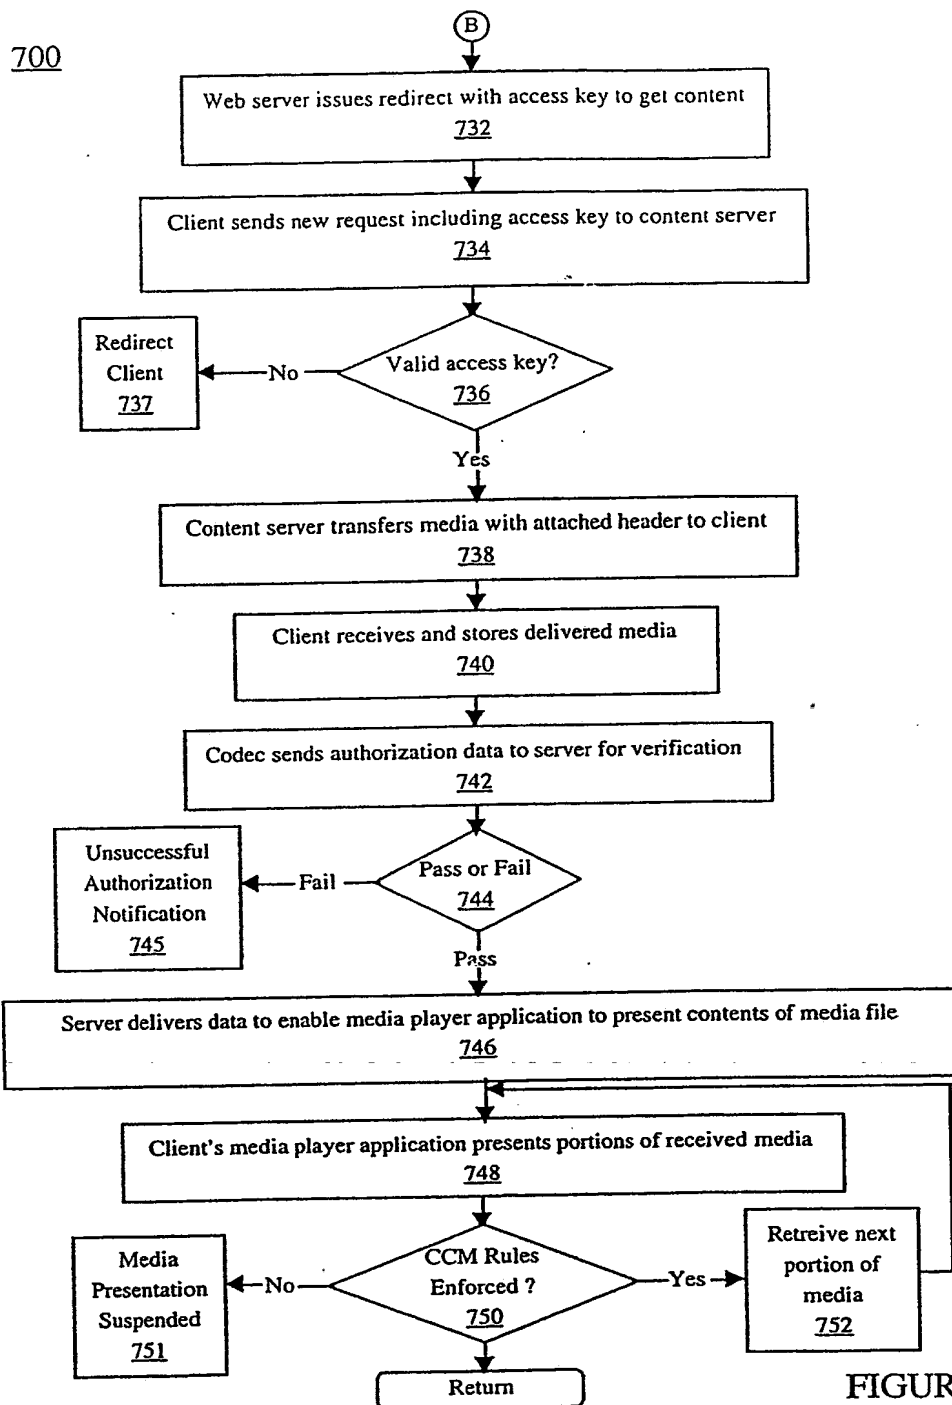 B
700
Web server issues redirect with access key to get content
732
Client sends new request including access key to content server
734
Redirect
Client
737
No
Valid access key?
736
Yes
Content server transfers media with attached header to client
738
Client receives and stores delivered media
740
Codec sends authorization data to server for verification
742
Unsuccessful
Authorization
Notification
745
Fail
Pass or Fail
744
Pass
Server delivers data to enable media player application to present contents of media file
746
Client's media player application presents portions of received media
748
Media
Presentation
Suspended
751
No
CCM Rules
Enforced ?
750
Yes
Retreive next
portion of
media
752
Return
FIGUR